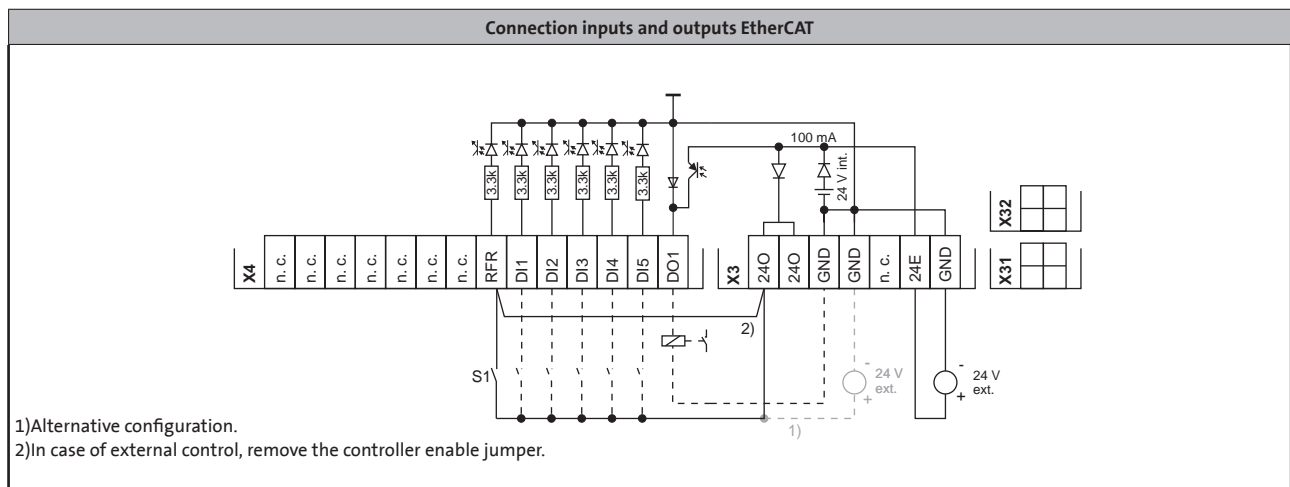 Connection inputs and outputs EtherCAT
100 mA
3.3k
3.3k
3.3k
3.3k
3.3k
3.3k
24 V int.
X32
X4
n. c.
n. c.
n. c.
n. c.
n. c.
n. c.
n. c.
RFR
DI1
DI2
DI3
DI4
DI5
DO1
X3
24O
24O
GND
GND
n. c.
24E
GND
X31
2)
S1
-
24 V
ext.
+
-
24 V
ext.
+
1)
1)Alternative configuration.
2)In case of external control, remove the controller enable jumper.